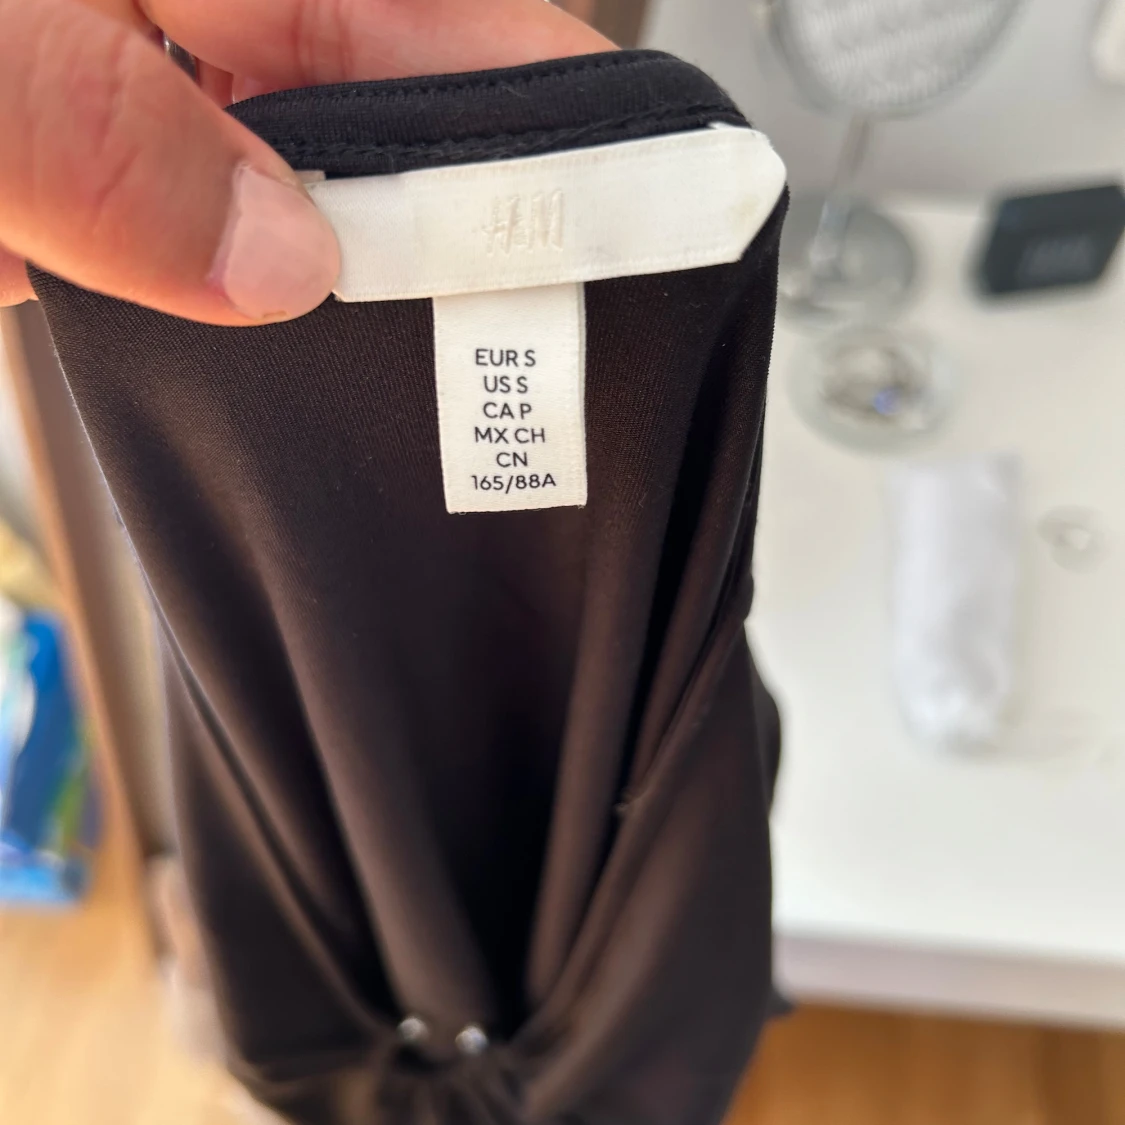 H&M
EUR S
US S
CA P
MX CH
CN
165/88A